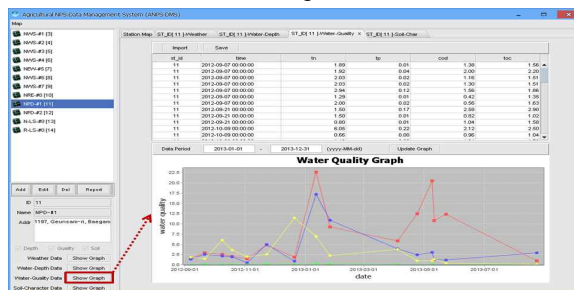 Agricultural NPS-Data Management System (ANPS-DMS)
Map
NWS-#1 [3]
NWS-#2 [4]
NWS-#3 [5]
NWS-#4 [6]
NEW-#5 [7]
NWS-#6 [8]
NWS-#7 [9]
NPS-#0 [10]
NPD-#1 [11]
NPD-#2 [12]
N-LS-#0 [13]
R-LS-#0 [14]
Add Edit Del Report
ID 11
Name NPD-#1
Addr 1197, Geumcam-ri, Baegam
Depth Quality Soil
Weather Data Show Graph
Water-Depth Data Show Graph
Water-Quality Data Show Graph
Soil-Character Data Show Graph
Station Map ST_ID[ 11 ]-Weather ST_ID[ 11 ]-Water-Depth ST_ID[ 11 ]-Water-Quality × ST_ID[ 11 ]-Soil-Char
Import Save
st_id time tn tp cod toc
11 2012-09-07 00:00:00 1.89 0.01 1.38 1.56
11 2012-09-07 00:00:00 1.92 0.04 2.00 2.20
11 2012-09-07 00:00:00 2.03 0.02 1.16 1.51
11 2012-09-07 00:00:00 2.03 0.02 1.30 1.51
11 2012-09-07 00:00:00 2.94 0.12 1.56 1.86
11 2012-09-07 00:00:00 1.29 0.01 0.42 1.35
11 2012-09-07 00:00:00 2.00 0.02 0.56 1.63
11 2012-09-21 00:00:00 1.50 0.17 2.58 2.90
11 2012-09-21 00:00:00 1.50 0.01 0.82 1.02
11 2012-09-21 00:00:00 0.80 0.01 1.04 1.58
11 2012-10-09 00:00:00 6.05 0.22 2.12 2.50
11 2012-10-09 00:00:00 0.66 0.00 0.96 1.04
Data Period 2013-01-01 - 2013-12-31 (yyyy-MM-dd) Update Graph
Water Quality Graph
water quality
22.5
20.0
17.5
15.0
12.5
10.0
7.5
5.0
2.5
0.0
2012-09-01 2012-11-01 2013-01-01 2013-03-01 2013-05-01 2013-07-01
date